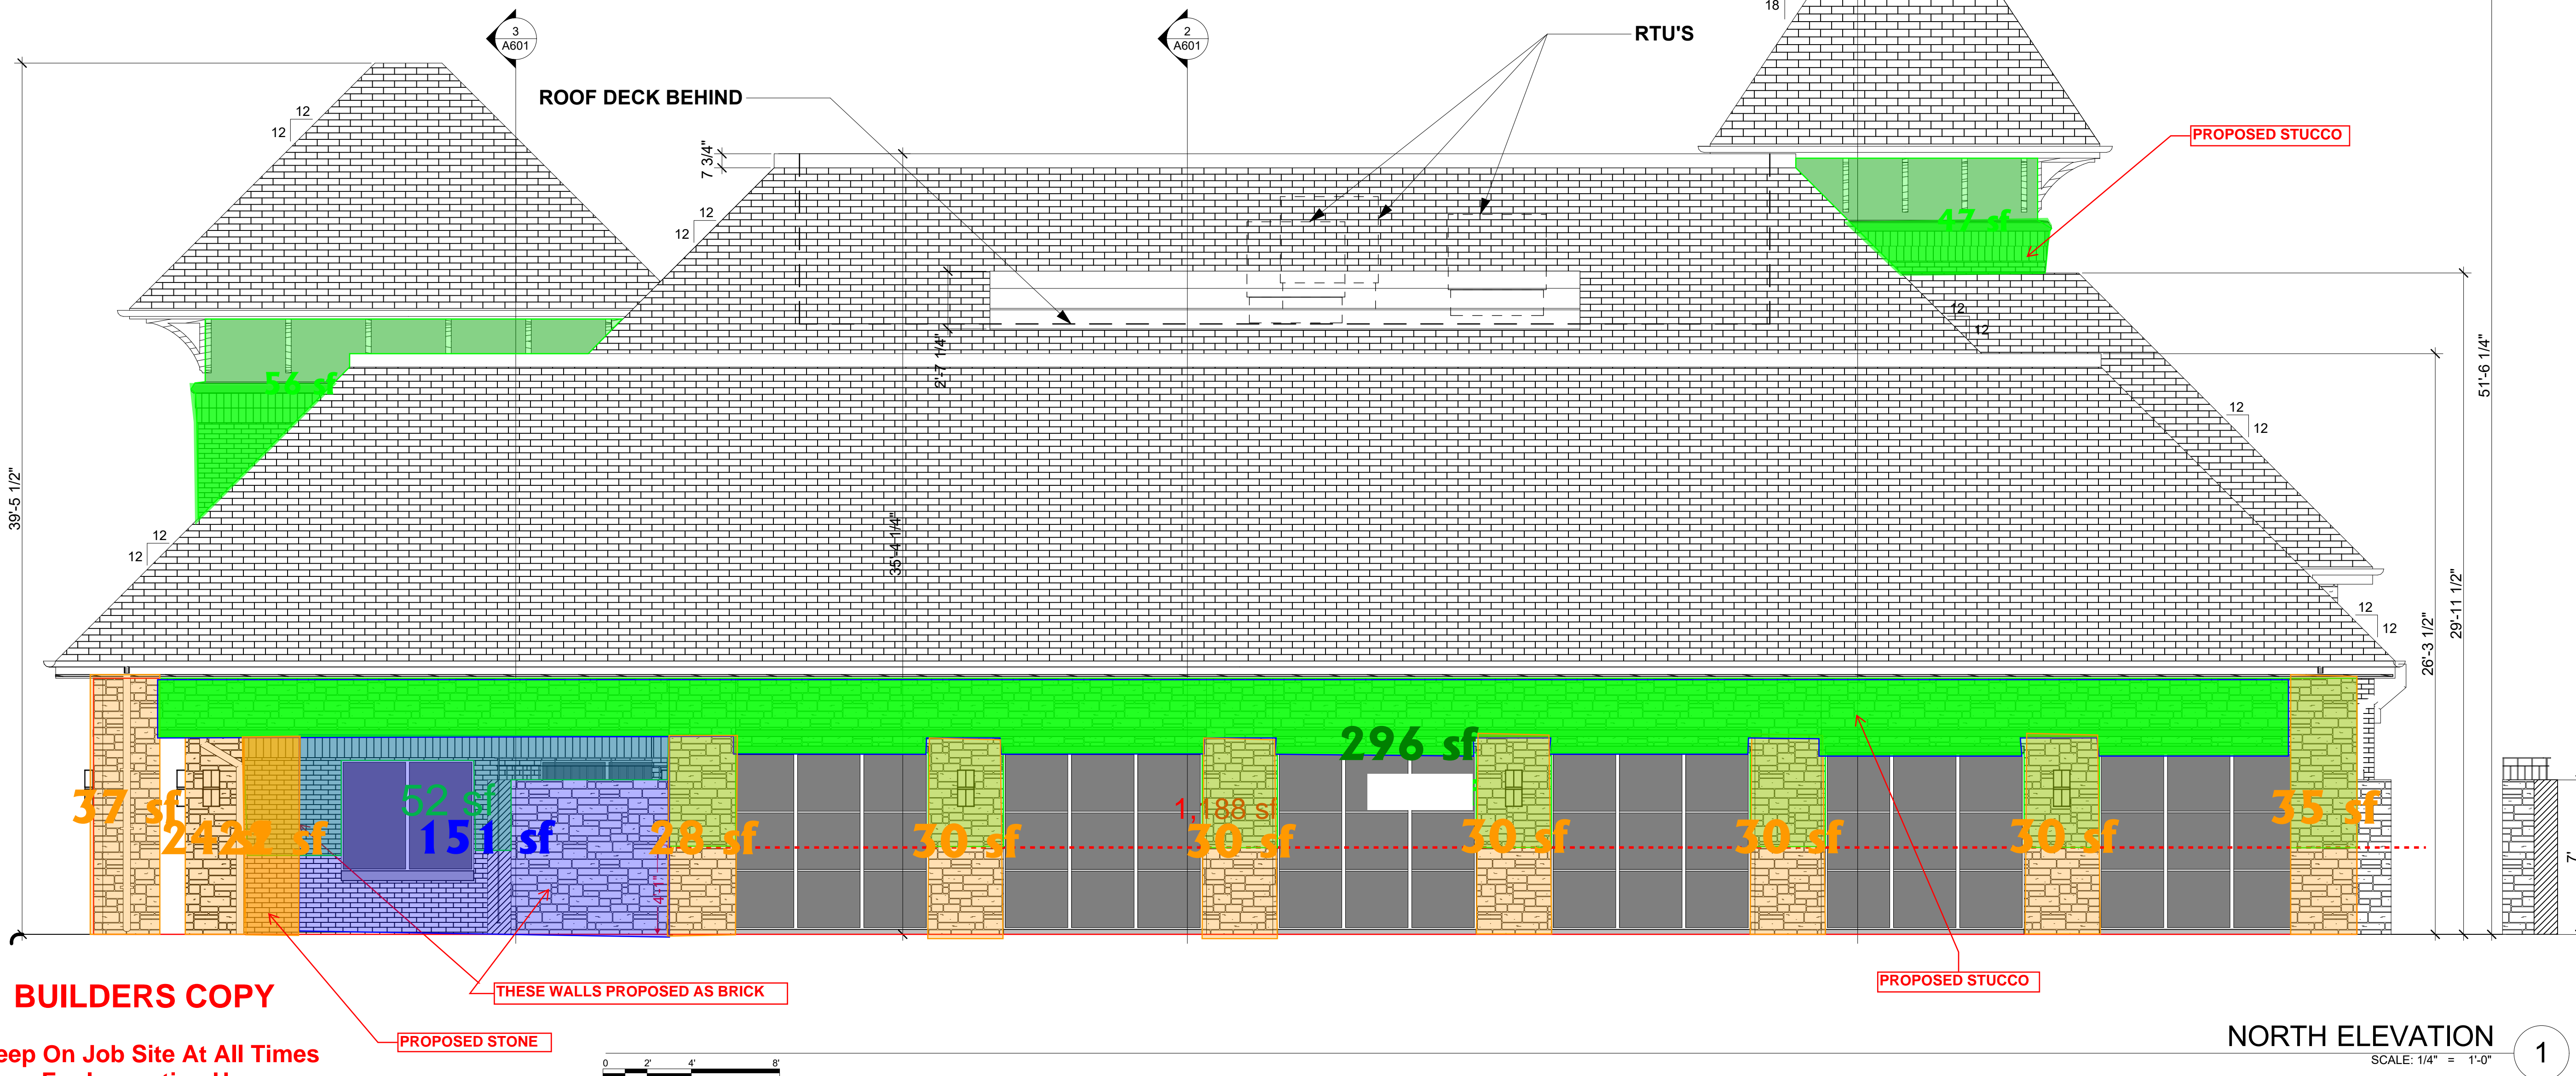 18
3
A601
2
A601
RTU'S
ROOF DECK BEHIND
12
12
PROPOSED STUCCO
7 3/4"
12
12
47 sf
2'-7 1/4"
12
12
56 sf
51'-6 1/4"
12
12
39'-5 1/2"
35'-4 1/4"
12
12
29'-11 1/2"
26'-3 1/2"
12
12
296 sf
37 sf
52 sf
151 sf
28 sf
30 sf
1,188 sf
30 sf
30 sf
30 sf
30 sf
35 sf
4'-1"
7'
BUILDERS COPY
THESE WALLS PROPOSED AS BRICK
PROPOSED STUCCO
PROPOSED STONE
eep On Job Site At All Times
0 2' 4' 8'
NORTH ELEVATION
SCALE: 1/4" = 1'-0"
1